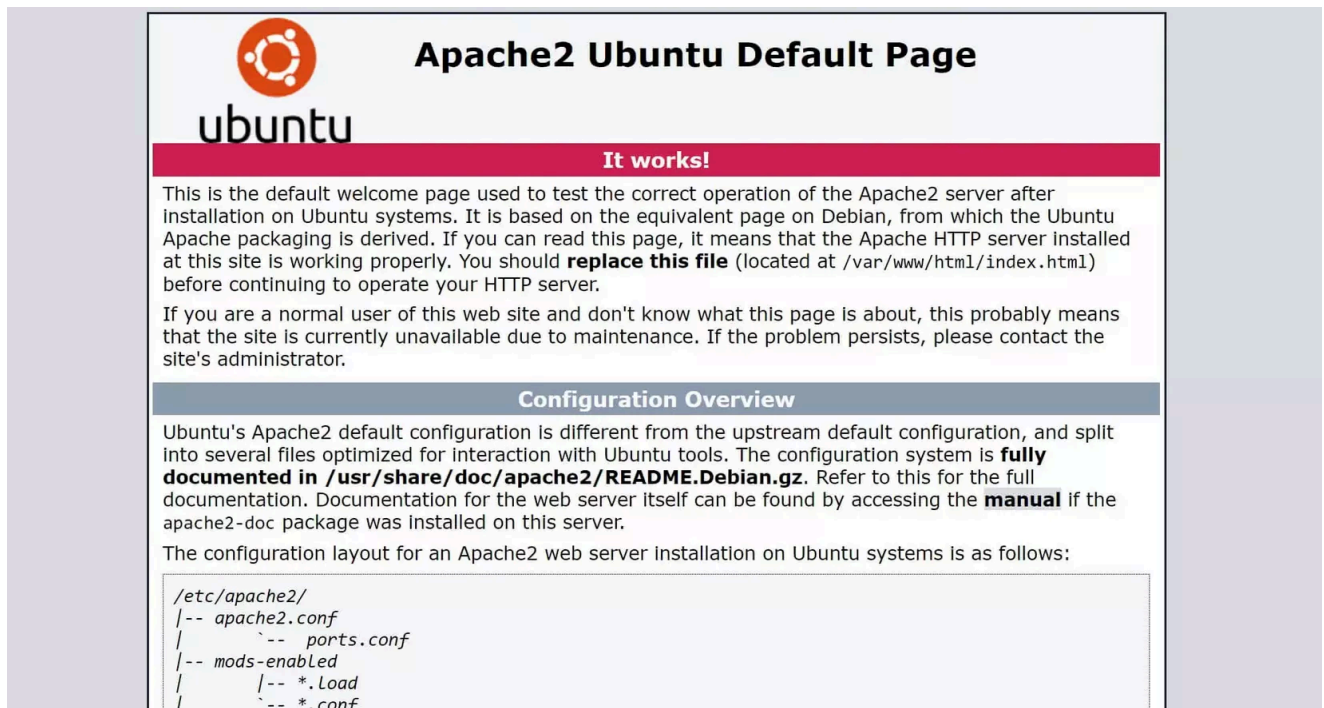 ubuntu
Apache2 Ubuntu Default Page
It works!
This is the default welcome page used to test the correct operation of the Apache2 server after
installation on Ubuntu systems. It is based on the equivalent page on Debian, from which the Ubuntu
Apache packaging is derived. If you can read this page, it means that the Apache HTTP server installed
at this site is working properly. You should replace this file (located at /var/www/html/index.html)
before continuing to operate your HTTP server.
If you are a normal user of this web site and don't know what this page is about, this probably means
that the site is currently unavailable due to maintenance. If the problem persists, please contact the
site's administrator.
Configuration Overview
Ubuntu's Apache2 default configuration is different from the upstream default configuration, and split
into several files optimized for interaction with Ubuntu tools. The configuration system is fully
documented in /usr/share/doc/apache2/README.Debian.gz. Refer to this for the full
documentation. Documentation for the web server itself can be found by accessing the manual if the
apache2-doc package was installed on this server.
The configuration layout for an Apache2 web server installation on Ubuntu systems is as follows:
/etc/apache2/
|-- apache2.conf
|       `--  ports.conf
|-- mods-enabled
|       |-- *.load
|       `-- *.conf